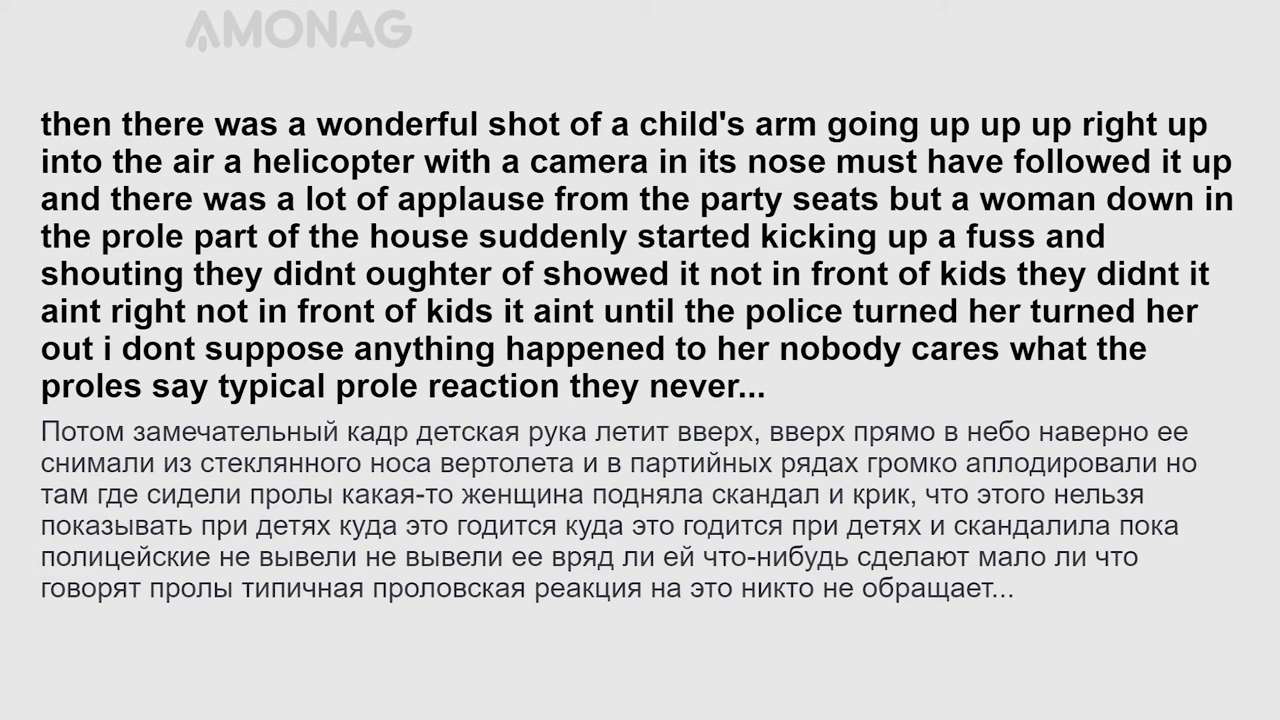 AMONAG
then there was a wonderful shot of a child's arm going up up up right up
into the air a helicopter with a camera in its nose must have followed it up
and there was a lot of applause from the party seats but a woman down in
the prole part of the house suddenly started kicking up a fuss and
shouting they didnt oughter of showed it not in front of kids they didnt it
aint right not in front of kids it aint until the police turned her turned her
out i dont suppose anything happened to her nobody cares what the
proles say typical prole reaction they never...
Потом замечательный кадр детская рука летит вверх, вверх прямо в небо наверно ее
снимали из стеклянного носа вертолета и в партийных рядах громко аплодировали но
там где сидели пролы какая-то женщина подняла скандал и крик, что этого нельзя
показывать при детях куда это годится куда это годится при детях и скандалила пока
полицейские не вывели не вывели ее вряд ли ей что-нибудь сделают мало ли что
говорят пролы типичная проловская реакция на это никто не обращает...